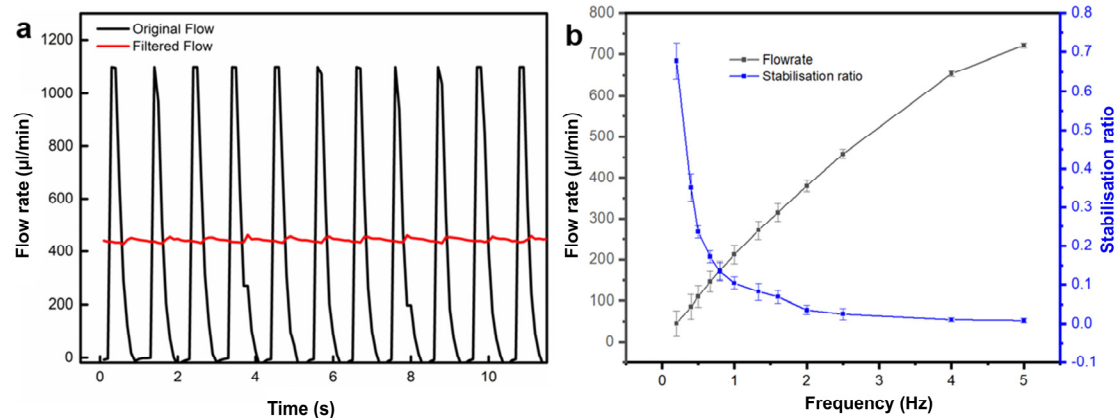 a
Original Flow
Filtered Flow
Flow rate (µl/min)
1200
1000
800
600
400
200
0
0 2 4 6 8 10
Time (s)
b
Flowrate
Stabilisation ratio
Flow rate (µl/min)
800
700
600
500
400
300
200
100
0
0 1 2 3 4 5
Frequency (Hz)
0.8
0.7
0.6
0.5
0.4
0.3
0.2
0.1
0.0
-0.1
Stabilisation ratio